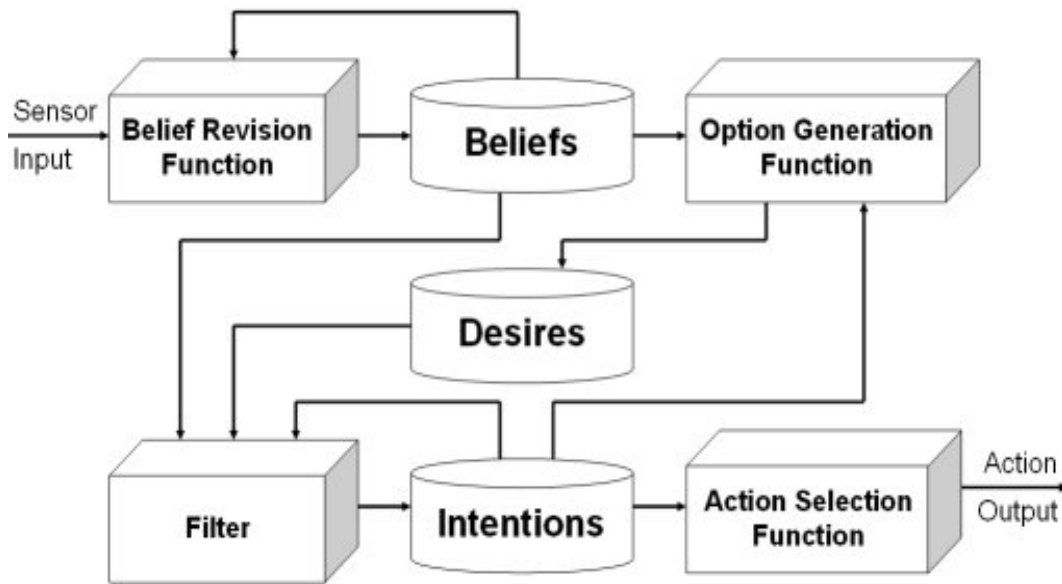 Sensor
Input
Belief Revision
Function
Beliefs
Option Generation
Function
Desires
Filter
Intentions
Action Selection
Function
Action
Output